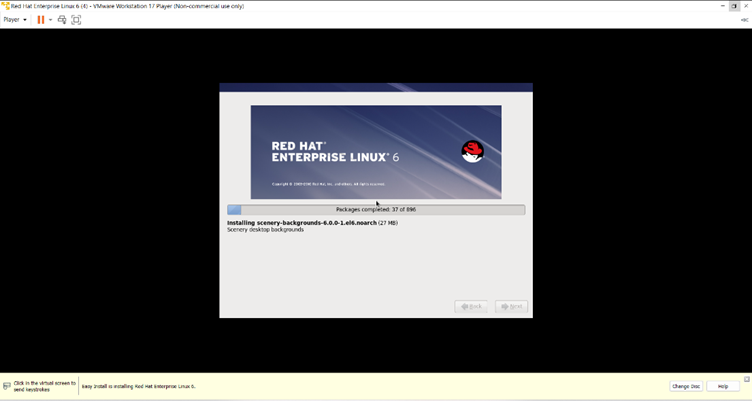 Red Hat Enterprise Linux 6 (4) - VMware Workstation 17 Player (Non-commercial use only)
Player
RED HAT
ENTERPRISE LINUX 6
Copyright © 2003 Red Hat, Inc. and others. All rights reserved.
Packages completed: 37 of 896
Installing scenery-backgrounds-6.0.0-1.el6.noarch (27 MB)
Scenery desktop backgrounds
Back
Next
Click in the virtual screen to
send keystrokes
Easy Install is installing Red Hat Enterprise Linux 6.
Change Disc
Help